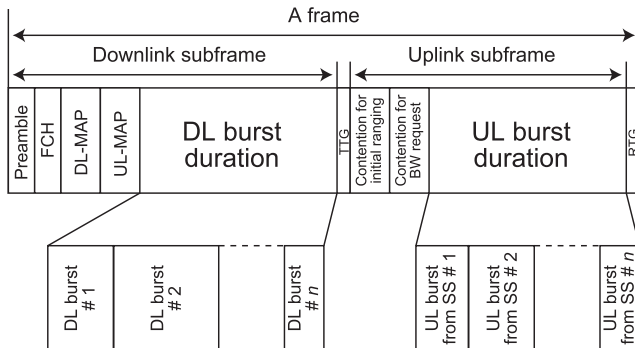 A frame
Downlink subframe
Uplink subframe
Preamble
FCH
DL-MAP
UL-MAP
DL burst
duration
TTG
Contention for
initial ranging
Contention for
BW request
UL burst
duration
RTG
DL burst
# 1
DL burst
# 2
DL burst
# n
UL burst
from SS # 1
UL burst
from SS # 2
UL burst
from SS # n